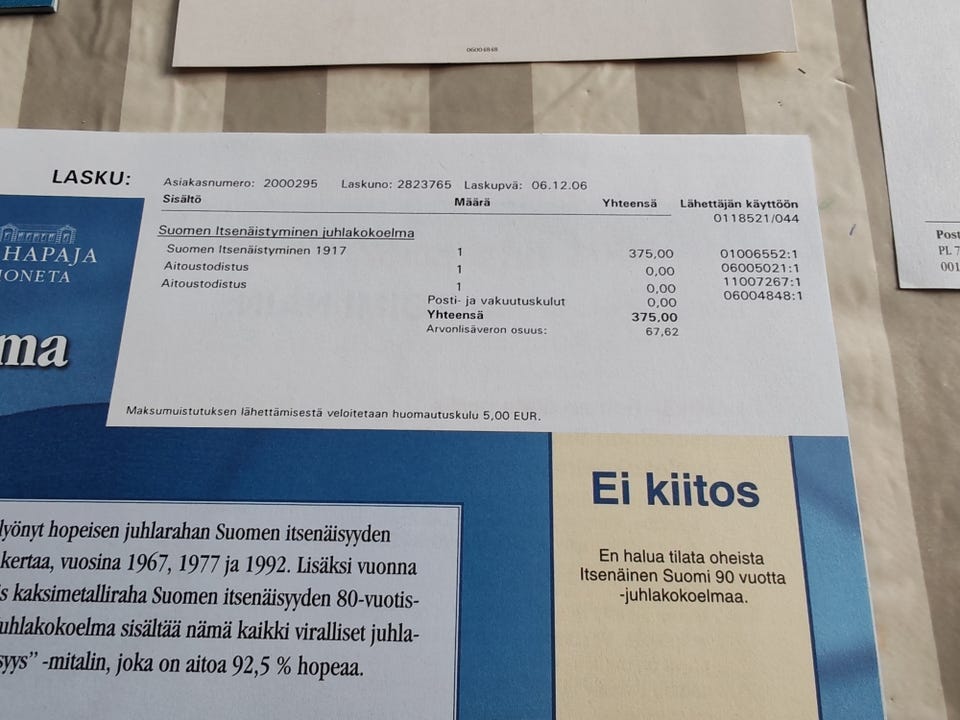 06004848
LASKU:
Asiakasnumero: 2000295 Laskuno: 2823765 Laskupvä: 06.12.06
Sisältö Määrä Yhteensä Lähettäjän käyttöön
0118521/044
Suomen Itsenäistyminen juhlakokoelma
Suomen Itsenäistyminen 1917 1 375,00 01006552:1
Aitoustodistus 1 0,00 06005021:1
Aitoustodistus 1 0,00 11007267:1
Posti- ja vakuutuskulut 0,00 06004848:1
Yhteensä 375,00
Arvonlisäveron osuus: 67,62
Maksumuistutuksen lähettämisestä veloitetaan huomautuskulu 5,00 EUR.
HAPAJA
MONETA
ma
Post
PL 7
001
lyönyt hopeisen juhlarahan Suomen itsenäisyyden
kertaa, vuosina 1967, 1977 ja 1992. Lisäksi vuonna
s kaksimetalliraha Suomen itsenäisyyden 80-vuotis-
juhlakokoelma sisältää nämä kaikki viralliset juhla-
syys” -mitalin, joka on aitoa 92,5 % hopeaa.
Ei kiitos
En halua tilata oheista
Itsenäinen Suomi 90 vuotta
-juhlakokoelmaa.